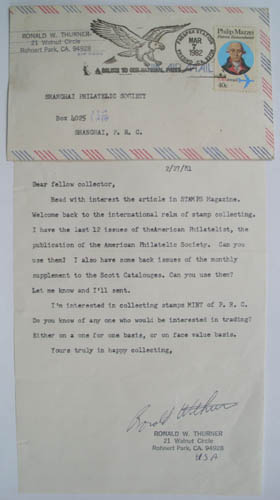 RONALD W. THURNER
21 Walnut Circle
Rohnert Park, CA. 94928
A SALUTE TO OUR NATIONAL BIRDS
MAR
7
1982
Philip Mazzei
Patriot Remembered
USAirmail
40c
SHANGHAI PHILATELIC SOCIETY
Box 4025
SHANGHAI, P. R. C.
2/27/81
Dear fellow collector,
Read with interest the article in STAMPS Magazine.
Welcome back to the international relm of stamp collecting.
I have the last 12 issues of theAmerican Philatelist, the
publication of the American Philatelic Society. Can you
use them? I also have some back issues of the monthly
supplement to the Scott Catalouges. Can you use them?
Let me know and I'll sent.
I'm interested in collecting stamps MINT of P. R. C.
Do you know of any one who would be interested in trading?
Either on a one for one basis, or on face value basis.
Yours truly in happy collecting,
RONALD W. THURNER
21 Walnut Circle
Rohnert Park, CA. 94928
USA